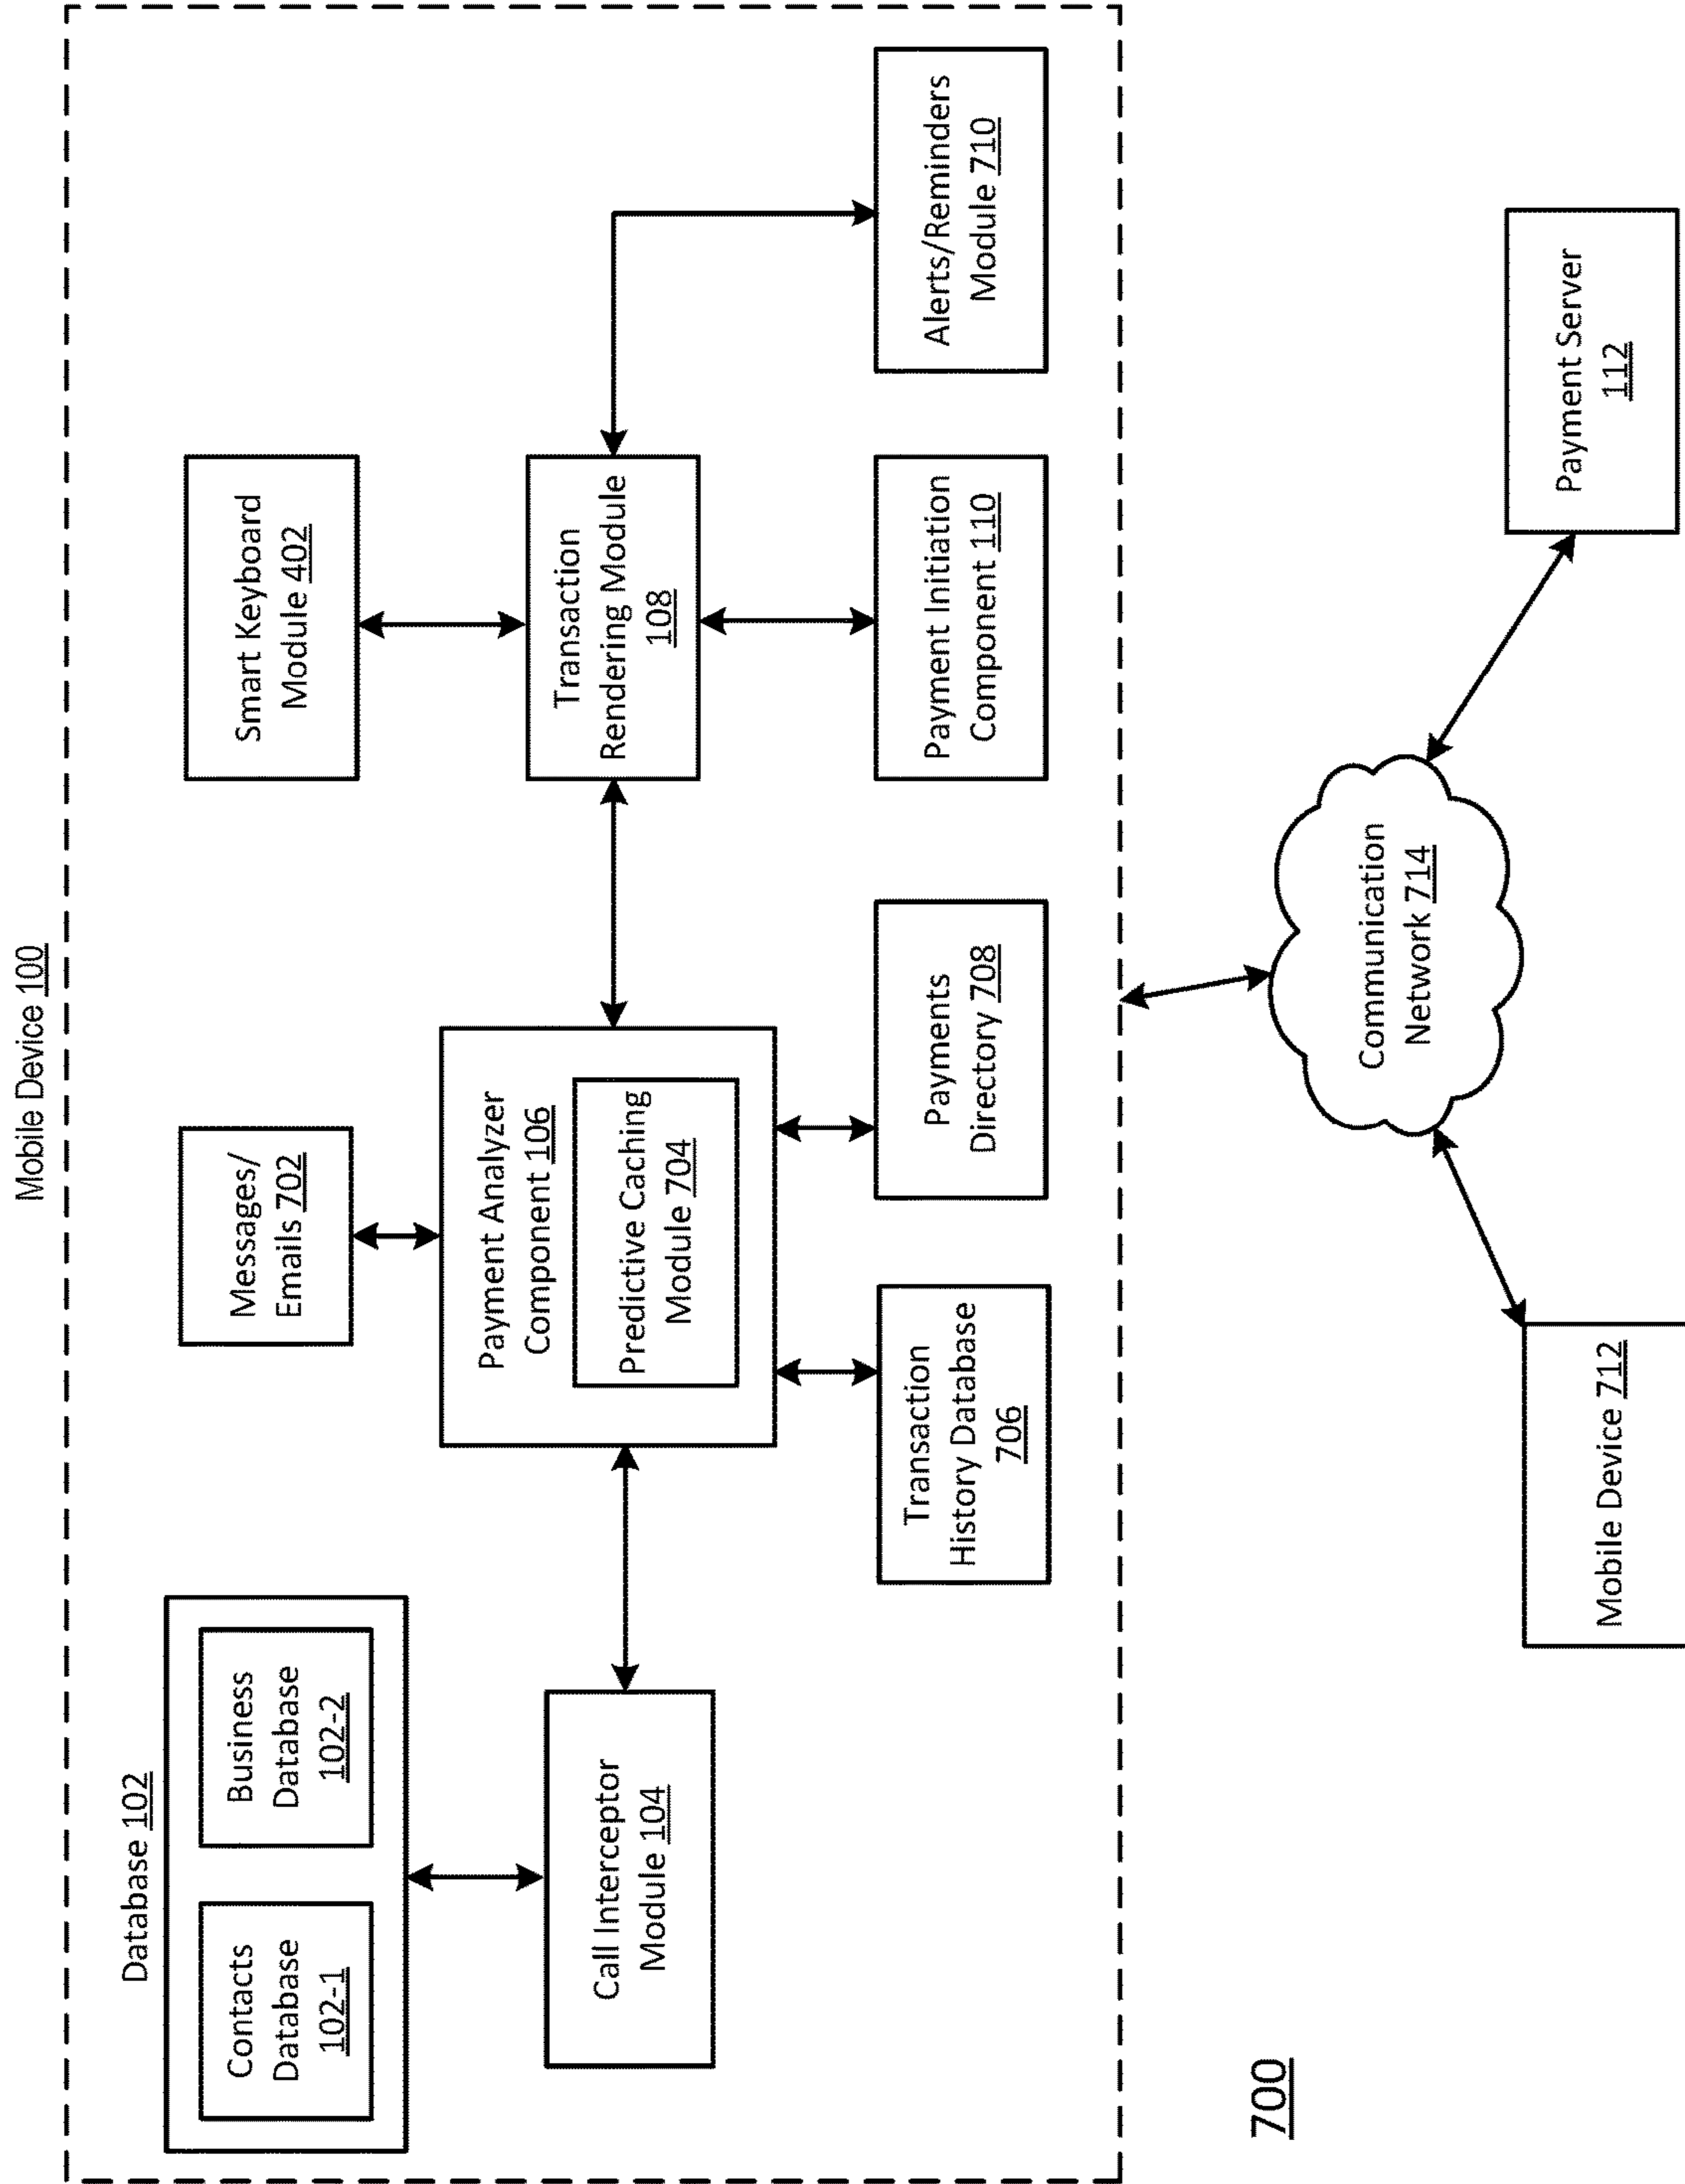 Mobile Device 100
Database 102
Contacts
Database
102-1
Business
Database
102-2
Messages/
Emails 702
Smart Keyboard
Module 402
Call Interceptor
Module 104
Payment Analyzer
Component 106
Predictive Caching
Module 704
Transaction
Rendering Module
108
Transaction
History Database
706
Payments
Directory 708
Payment Initiation
Component 110
Alerts/Reminders
Module 710
Communication
Network 714
Mobile Device 712
Payment Server
112
700